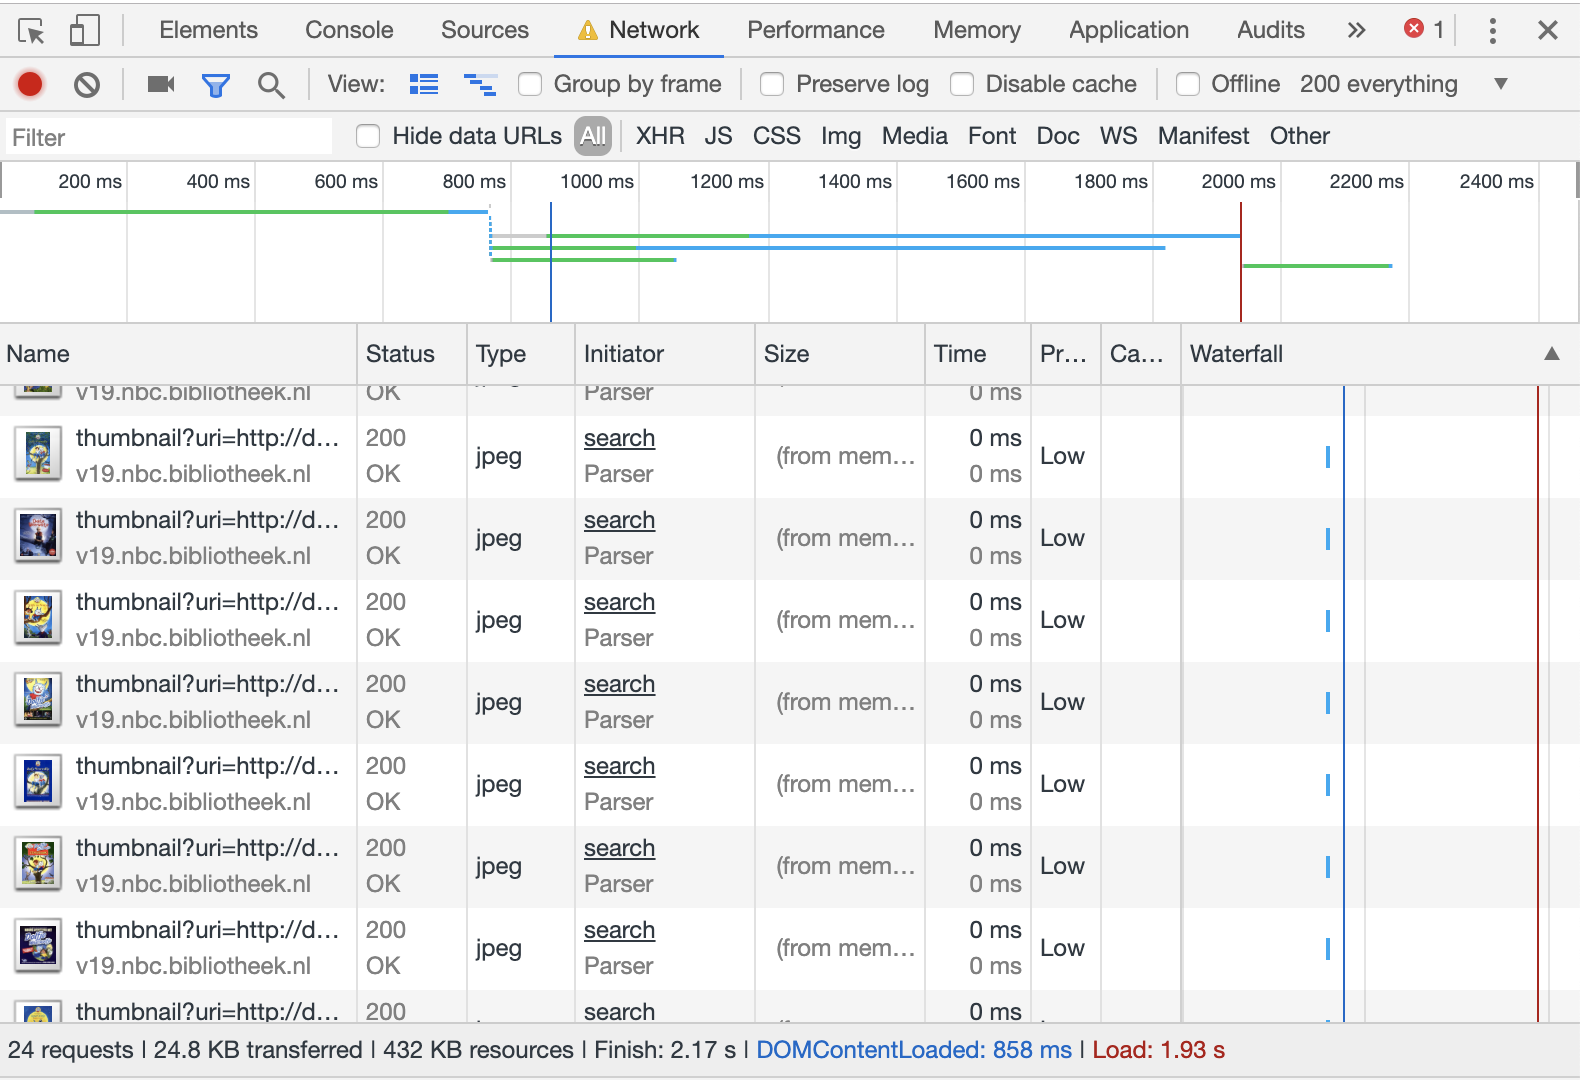 Elements Console Sources Network Performance Memory Application Audits » 1
View: Group by frame Preserve log Disable cache Offline 200 everything
Filter Hide data URLs All XHR JS CSS Img Media Font Doc WS Manifest Other
200 ms 400 ms 600 ms 800 ms 1000 ms 1200 ms 1400 ms 1600 ms 1800 ms 2000 ms 2200 ms 2400 ms
Name Status Type Initiator Size Time Pr... Ca... Waterfall
v19.nbc.bibliotheek.nl OK Parser 0 ms
thumbnail?uri=http://d... 200 search 0 ms
jpeg (from mem... Low
v19.nbc.bibliotheek.nl OK Parser 0 ms
thumbnail?uri=http://d... 200 search 0 ms
jpeg (from mem... Low
v19.nbc.bibliotheek.nl OK Parser 0 ms
thumbnail?uri=http://d... 200 search 0 ms
jpeg (from mem... Low
v19.nbc.bibliotheek.nl OK Parser 0 ms
thumbnail?uri=http://d... 200 search 0 ms
jpeg (from mem... Low
v19.nbc.bibliotheek.nl OK Parser 0 ms
thumbnail?uri=http://d... 200 search 0 ms
jpeg (from mem... Low
v19.nbc.bibliotheek.nl OK Parser 0 ms
thumbnail?uri=http://d... 200 search 0 ms
jpeg (from mem... Low
v19.nbc.bibliotheek.nl OK Parser 0 ms
thumbnail?uri=http://d... 200 search 0 ms
jpeg (from mem... Low
v19.nbc.bibliotheek.nl OK Parser 0 ms
thumbnail?uri=http://d... 200 search 0 ms
24 requests | 24.8 KB transferred | 432 KB resources | Finish: 2.17 s | DOMContentLoaded: 858 ms | Load: 1.93 s